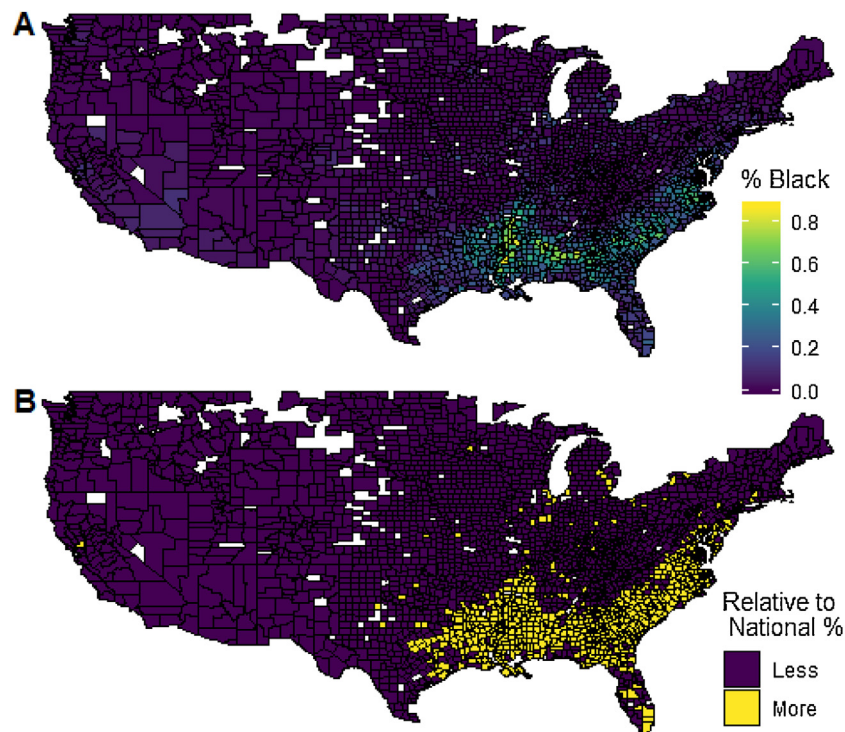 A
% Black
0.8
0.6
0.4
0.2
0.0
B
Relative to
National %
Less
More